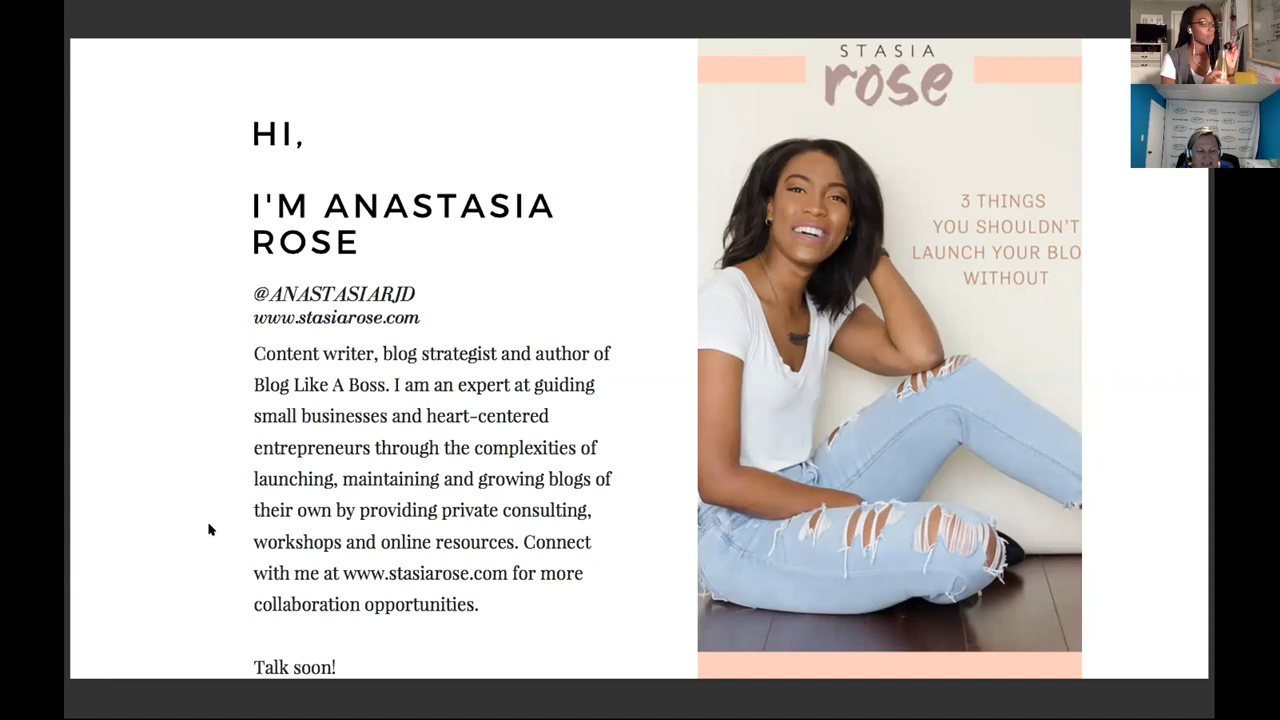 HI,
I'M ANASTASIA
ROSE
@ANASTASIARJD
www.stasiarose.com
Content writer, blog strategist and author of
Blog Like A Boss. I am an expert at guiding
small businesses and heart-centered
entrepreneurs through the complexities of
launching, maintaining and growing blogs of
their own by providing private consulting,
workshops and online resources. Connect
with me at www.stasiarose.com for more
collaboration opportunities.
Talk soon!
STASIA
rose
3 THINGS
YOU SHOULDN'T
LAUNCH YOUR BLO
WITHOUT